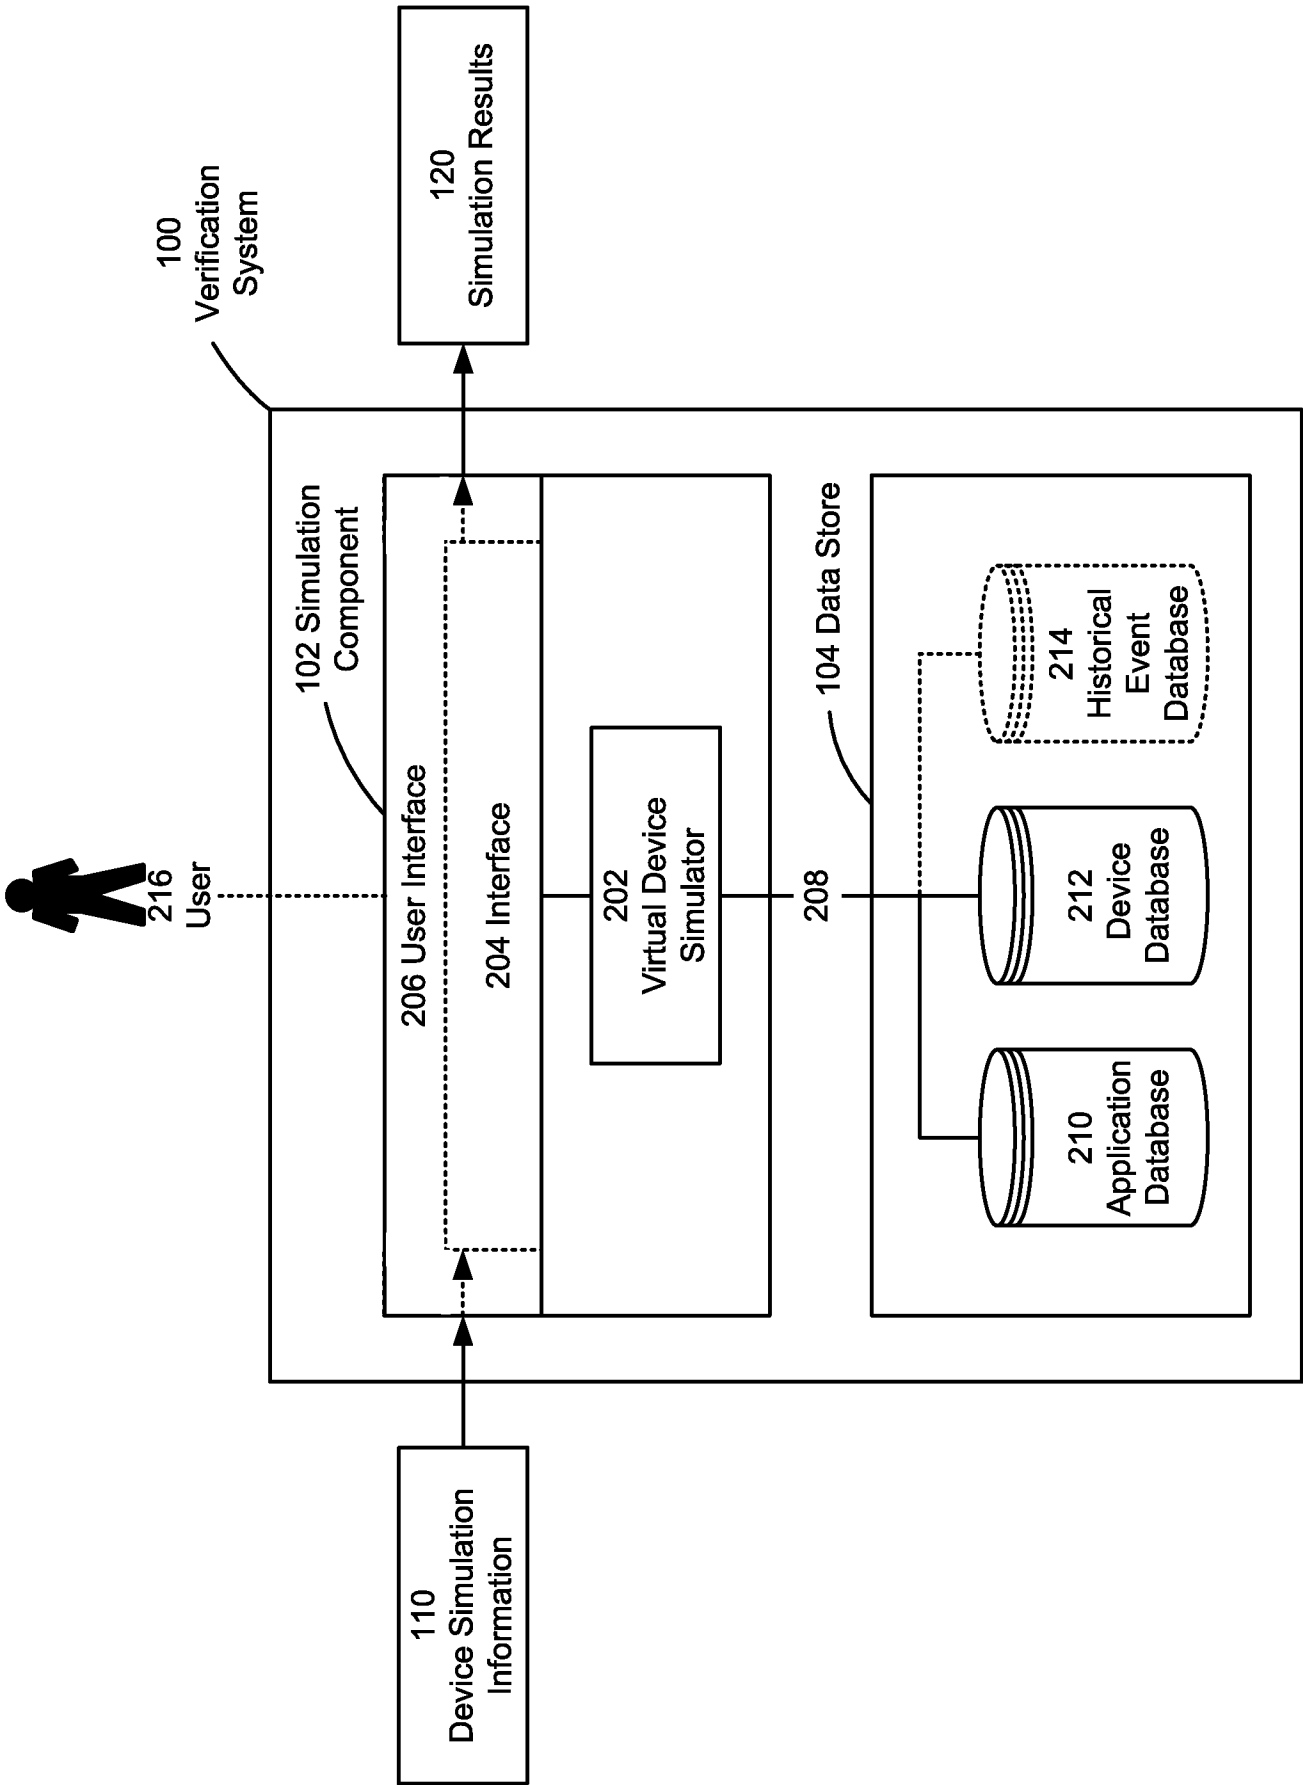 216
User
100
Verification
System
102 Simulation
Component
206 User Interface
204 Interface
110
Device Simulation
Information
120
Simulation Results
202
Virtual Device
Simulator
208
104 Data Store
210
Application
Database
212
Device
Database
214
Historical
Event
Database